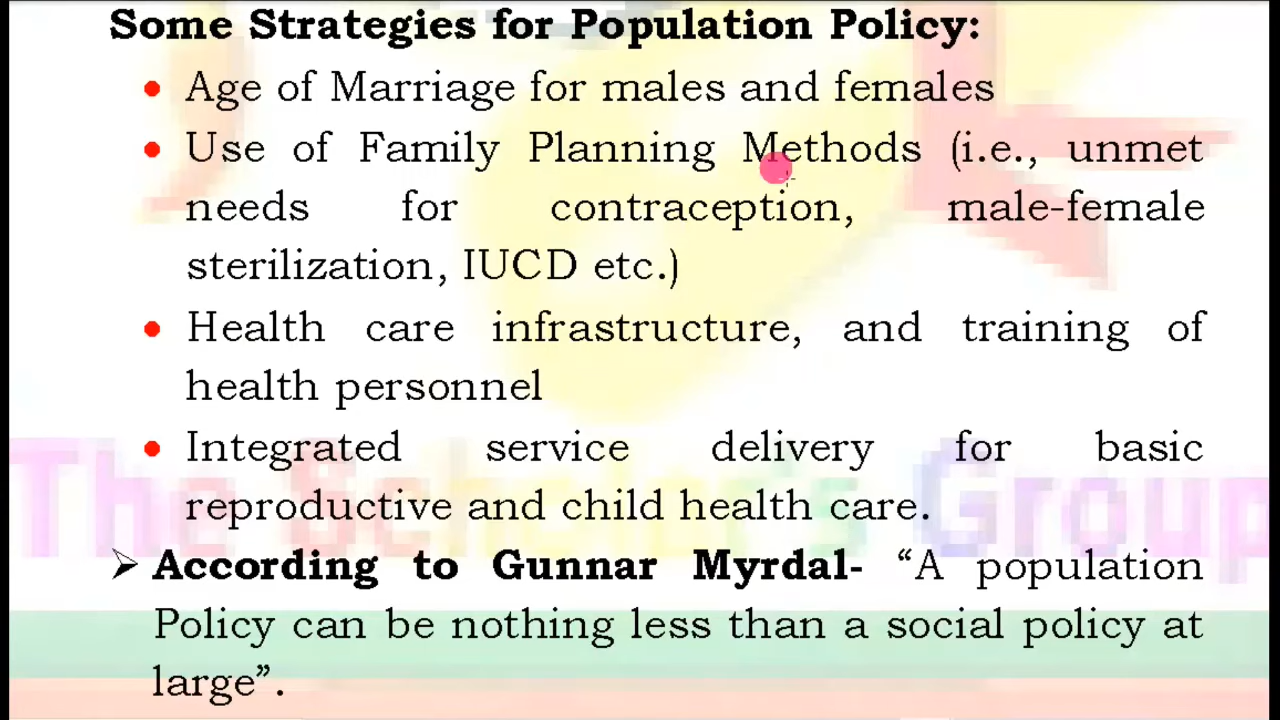 Some Strategies for Population Policy:
• Age of Marriage for males and females
• Use of Family Planning Methods (i.e., unmet
needs for contraception, male-female
sterilization, IUCD etc.)
• Health care infrastructure, and training of
health personnel
• Integrated service delivery for basic
reproductive and child health care.
➢ According to Gunnar Myrdal- “A population
Policy can be nothing less than a social policy at
large”.
The Scholar's Group